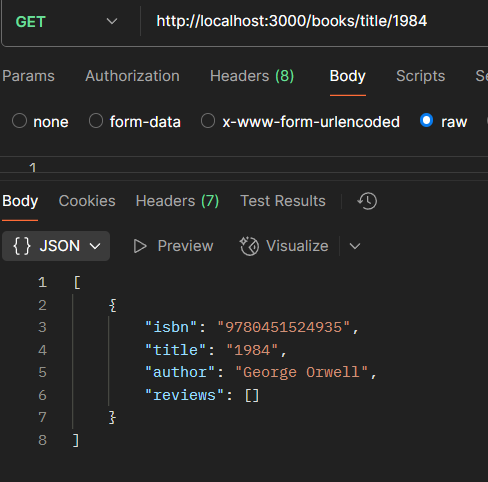 GET http://localhost:3000/books/title/1984
Params Authorization Headers (8) Body Scripts
none form-data x-www-form-urlencoded raw
1
Body Cookies Headers (7) Test Results
{} JSON Preview Visualize
1 [
2 {
3 "isbn": "9780451524935",
4 "title": "1984",
5 "author": "George Orwell",
6 "reviews": []
7 }
8 ]